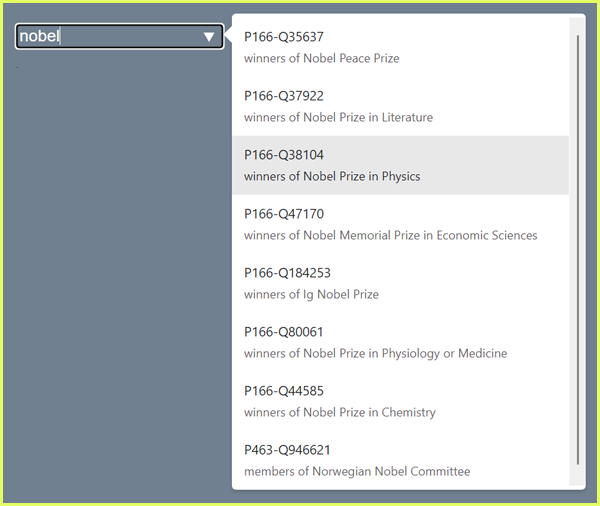 nobel
P166-Q35637
winners of Nobel Peace Prize
P166-Q37922
winners of Nobel Prize in Literature
P166-Q38104
winners of Nobel Prize in Physics
P166-Q47170
winners of Nobel Memorial Prize in Economic Sciences
P166-Q184253
winners of Ig Nobel Prize
P166-Q80061
winners of Nobel Prize in Physiology or Medicine
P166-Q44585
winners of Nobel Prize in Chemistry
P463-Q946621
members of Norwegian Nobel Committee